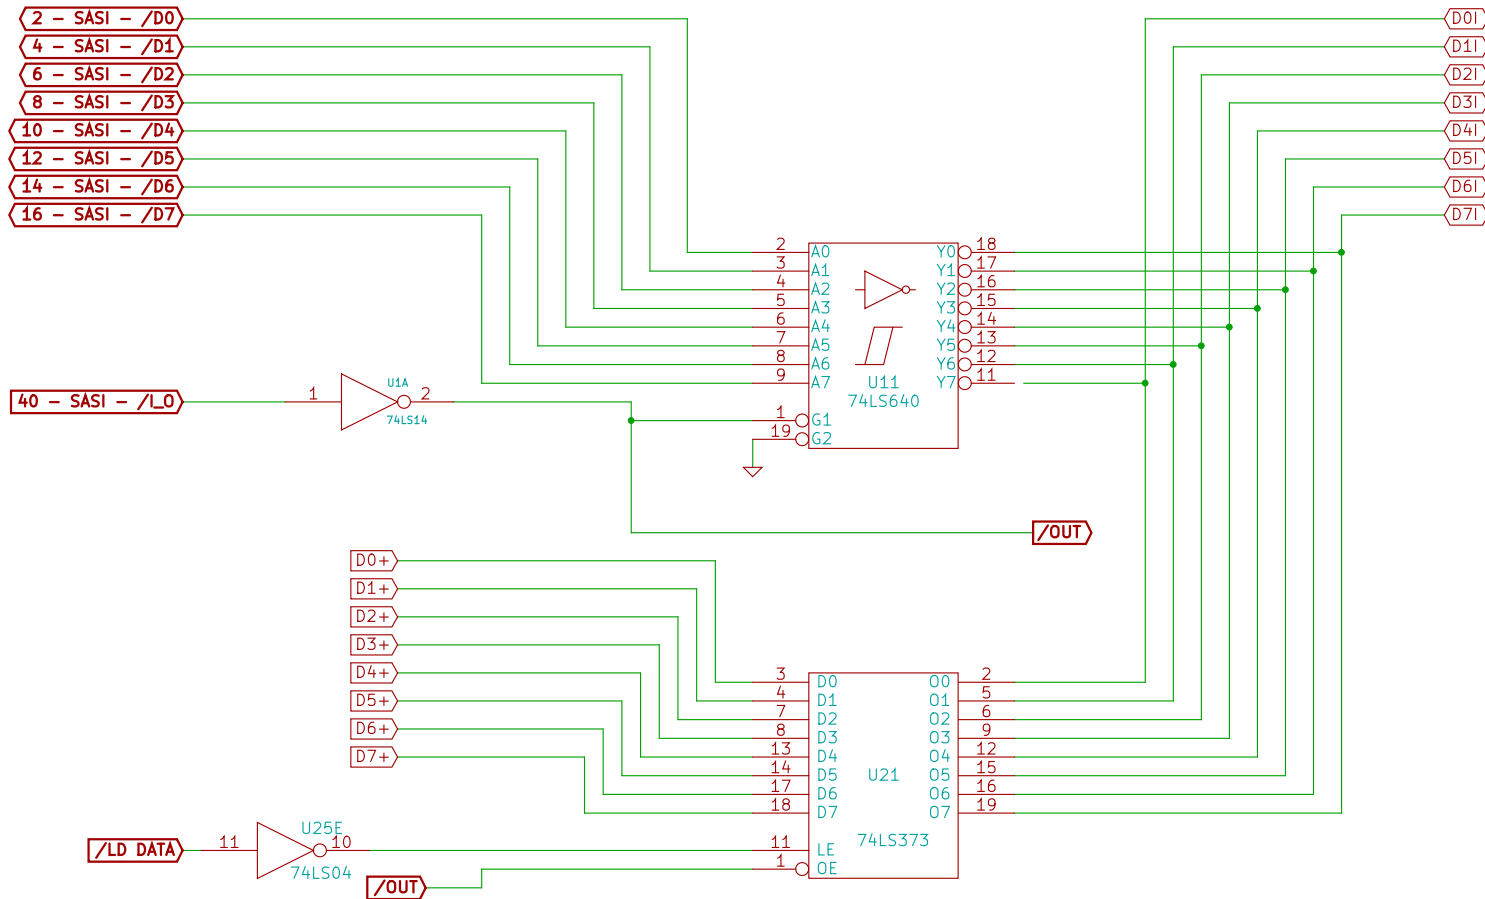 2 - SASI - /D0
4 - SASI - /D1
6 - SASI - /D2
8 - SASI - /D3
10 - SASI - /D4
12 - SASI - /D5
14 - SASI - /D6
16 - SASI - /D7
D0I
D1I
D2I
D3I
D4I
D5I
D6I
D7I
2 A0 Y0 18
3 A1 Y1 17
4 A2 Y2 16
5 A3 Y3 15
6 A4 Y4 14
7 A5 Y5 13
8 A6 Y6 12
9 A7 Y7 11
U11
74LS640
1 G1
19 G2
40 - SASI - /I_O
1 U1A 2
74LS14
/OUT
D0+
D1+
D2+
D3+
D4+
D5+
D6+
D7+
3 D0 O0 2
4 D1 O1 5
7 D2 O2 6
8 D3 O3 9
13 D4 O4 12
14 D5 U21 O5 15
17 D6 O6 16
18 D7 O7 19
74LS373
11 LE
1 OE
/LD DATA
11 U25E 10
74LS04
/OUT